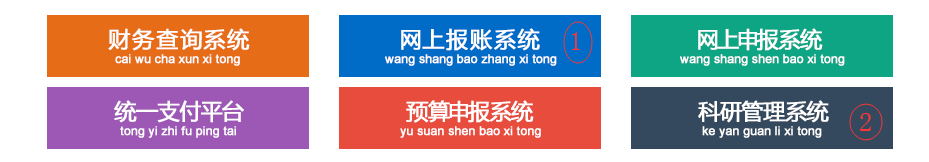 财务查询系统
cai wu cha xun xi tong
网上报账系统
wang shang bao zhang xi tong
1
网上申报系统
wang shang shen bao xi tong
统一支付平台
tong yi zhi fu ping tai
预算申报系统
yu suan shen bao xi tong
科研管理系统
ke yan guan li xi tong
2